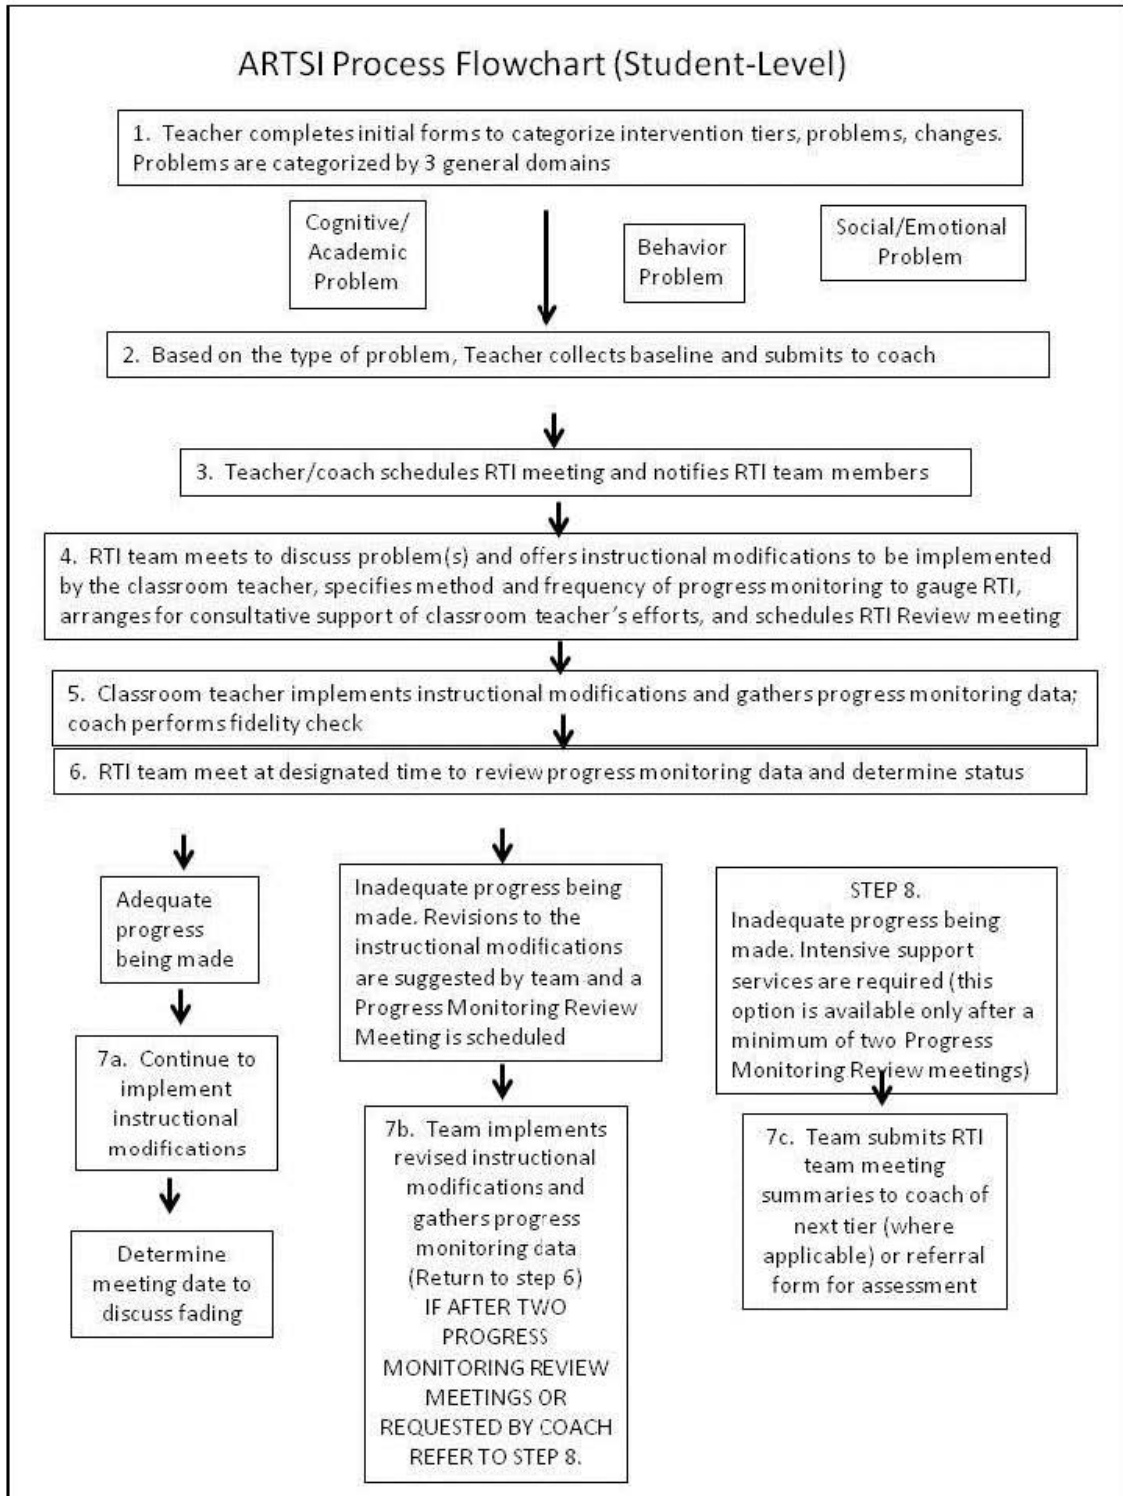 ARTSI Process Flowchart (Student-Level)
1. Teacher completes initial forms to categorize intervention tiers, problems, changes.
Problems are categorized by 3 general domains
Cognitive/
Academic
Problem
Behavior
Problem
Social/Emotional
Problem
2. Based on the type of problem, Teacher collects baseline and submits to coach
3. Teacher/coach schedules RTI meeting and notifies RTI team members
4. RTI team meets to discuss problem(s) and offers instructional modifications to be implemented
by the classroom teacher, specifies method and frequency of progress monitoring to gauge RTI,
arranges for consultative support of classroom teacher's efforts, and schedules RTI Review meeting
5. Classroom teacher implements instructional modifications and gathers progress monitoring data;
coach performs fidelity check
6. RTI team meet at designated time to review progress monitoring data and determine status
Adequate
progress
being made
7a. Continue to
implement
instructional
modifications
Determine
meeting date to
discuss fading
Inadequate progress being
made. Revisions to the
instructional modifications
are suggested by team and a
Progress Monitoring Review
Meeting is scheduled
7b. Team implements
revised instructional
modifications and
gathers progress
monitoring data
(Return to step 6)
IF AFTER TWO
PROGRESS
MONITORING REVIEW
MEETINGS OR
REQUESTED BY COACH
REFER TO STEP 8.
STEP 8.
Inadequate progress being
made. Intensive support
services are required (this
option is available only after a
minimum of two Progress
Monitoring Review meetings)
7c. Team submits RTI
team meeting
summaries to coach of
next tier (where
applicable) or referral
form for assessment